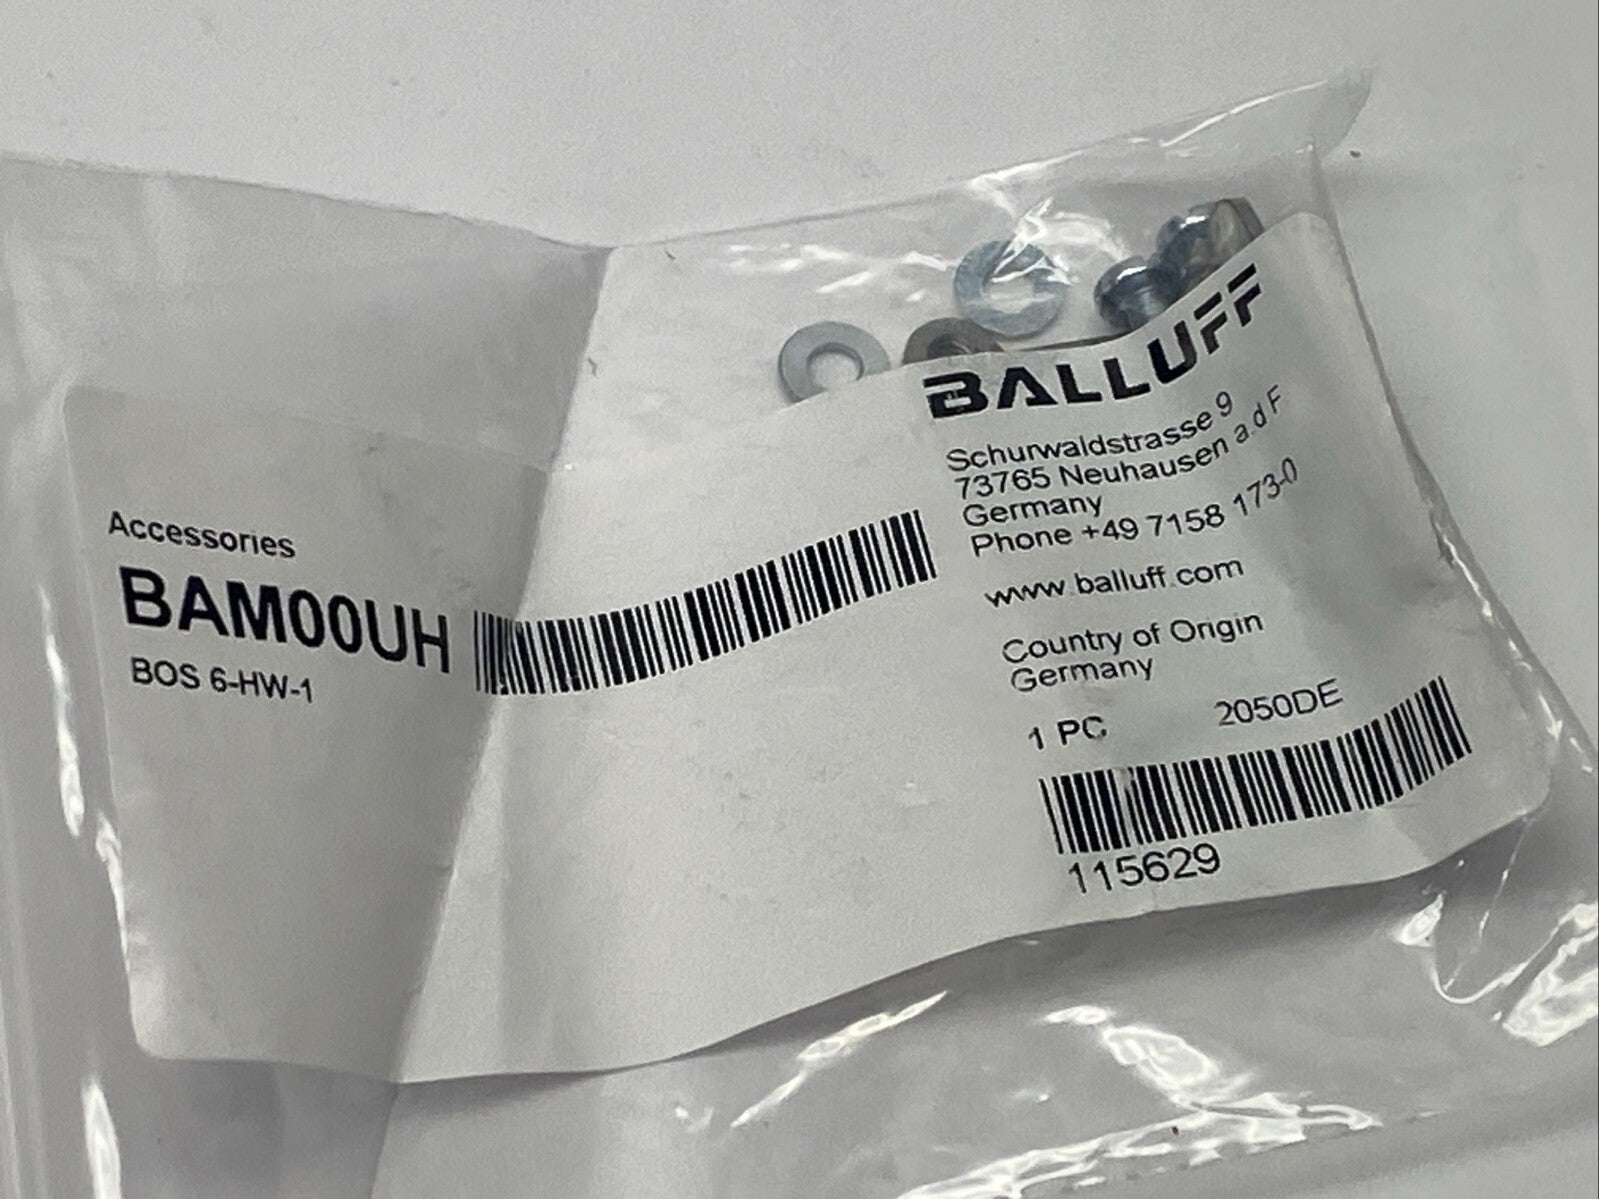 Accessories
BAM00UH
BOS 6-HW-1
BALLUFF
Schurwaldstrasse 9
73765 Neuhausen a.d F
Germany
Phone +49 7158 173-0
www.balluff.com
Country of Origin
Germany
1 PC 2050DE
115629